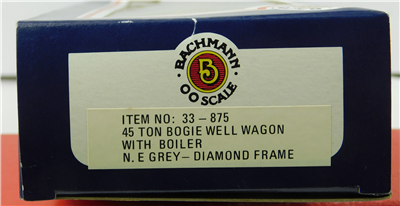 BACHMANN
B
OO SCALE
ITEM NO: 33-875
45 TON BOGIE WELL WAGON
WITH BOILER
N.E GREY- DIAMOND FRAME